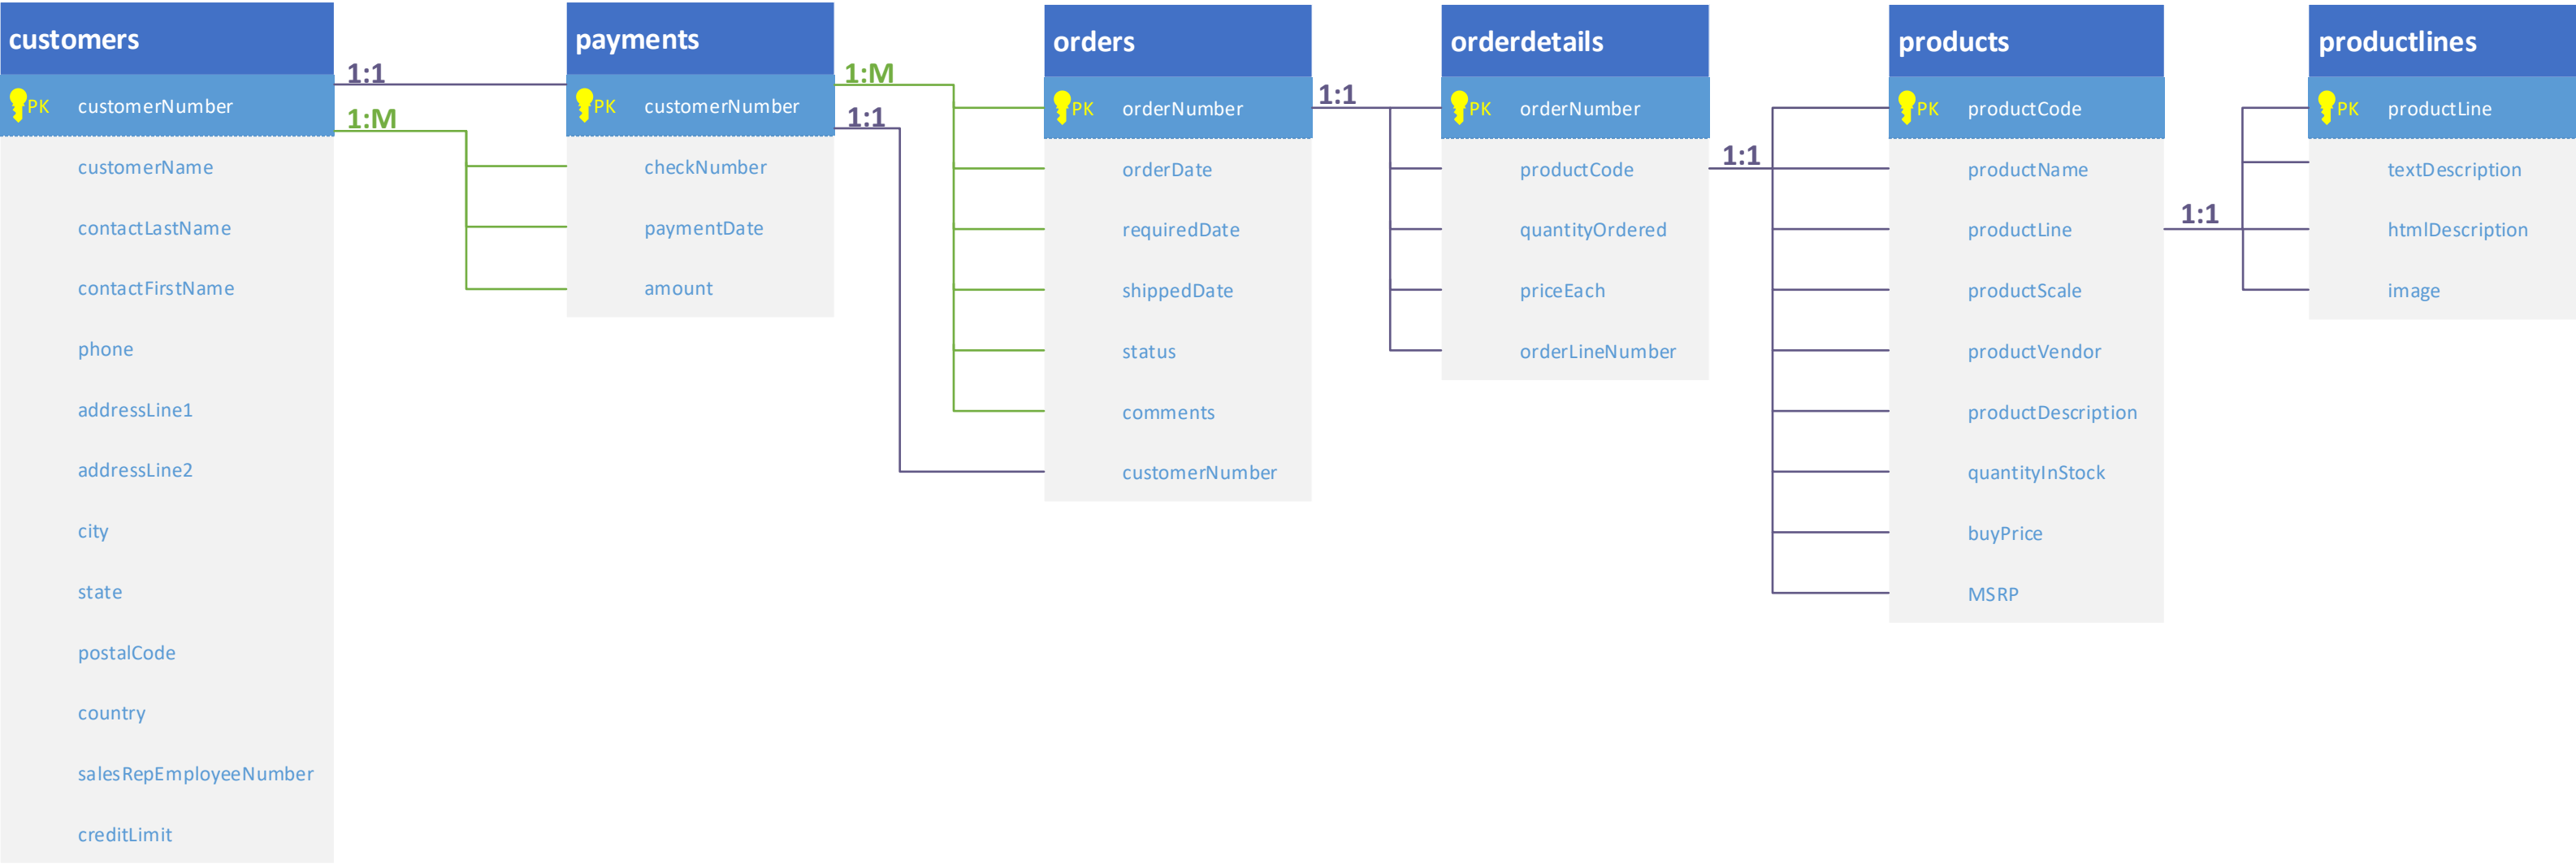 customers
PK customerNumber
customerName
contactLastName
contactFirstName
phone
addressLine1
addressLine2
city
state
postalCode
country
salesRepEmployeeNumber
creditLimit
1:1
1:M
payments
PK customerNumber
checkNumber
paymentDate
amount
1:M
1:1
orders
PK orderNumber
orderDate
requiredDate
shippedDate
status
comments
customerNumber
1:1
orderdetails
PK orderNumber
productCode
quantityOrdered
priceEach
orderLineNumber
1:1
products
PK productCode
productName
productLine
productScale
productVendor
productDescription
quantityInStock
buyPrice
MSRP
1:1
productlines
PK productLine
textDescription
htmlDescription
image